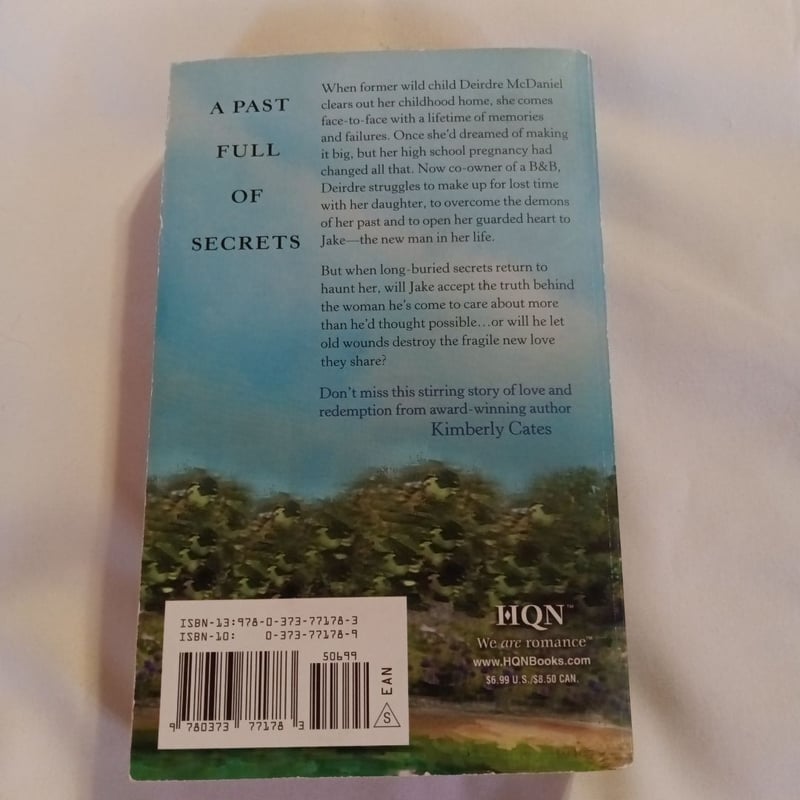 A PAST
FULL
OF
SECRETS
When former wild child Deirdre McDaniel
clears out her childhood home, she comes
face-to-face with a lifetime of memories
and failures. Once she'd dreamed of making
it big, but her high school pregnancy had
changed all that. Now co-owner of a B&B,
Deirdre struggles to make up for lost time
with her daughter, to overcome the demons
of her past and to open her guarded heart to
Jake—the new man in her life.
But when long-buried secrets return to
haunt her, will Jake accept the truth behind
the woman he's come to care about more
than he'd thought possible…or will he let
old wounds destroy the fragile new love
they share?
Don't miss this stirring story of love and
redemption from award-winning author
Kimberly Cates
ISBN-13:978-0-373-77178-3
ISBN-10: 0-373-77178-9
50699
9 780373 77178 3
EAN
S
HQN™
We are romance™
www.HQNBooks.com
$6.99 U.S./$8.50 CAN.